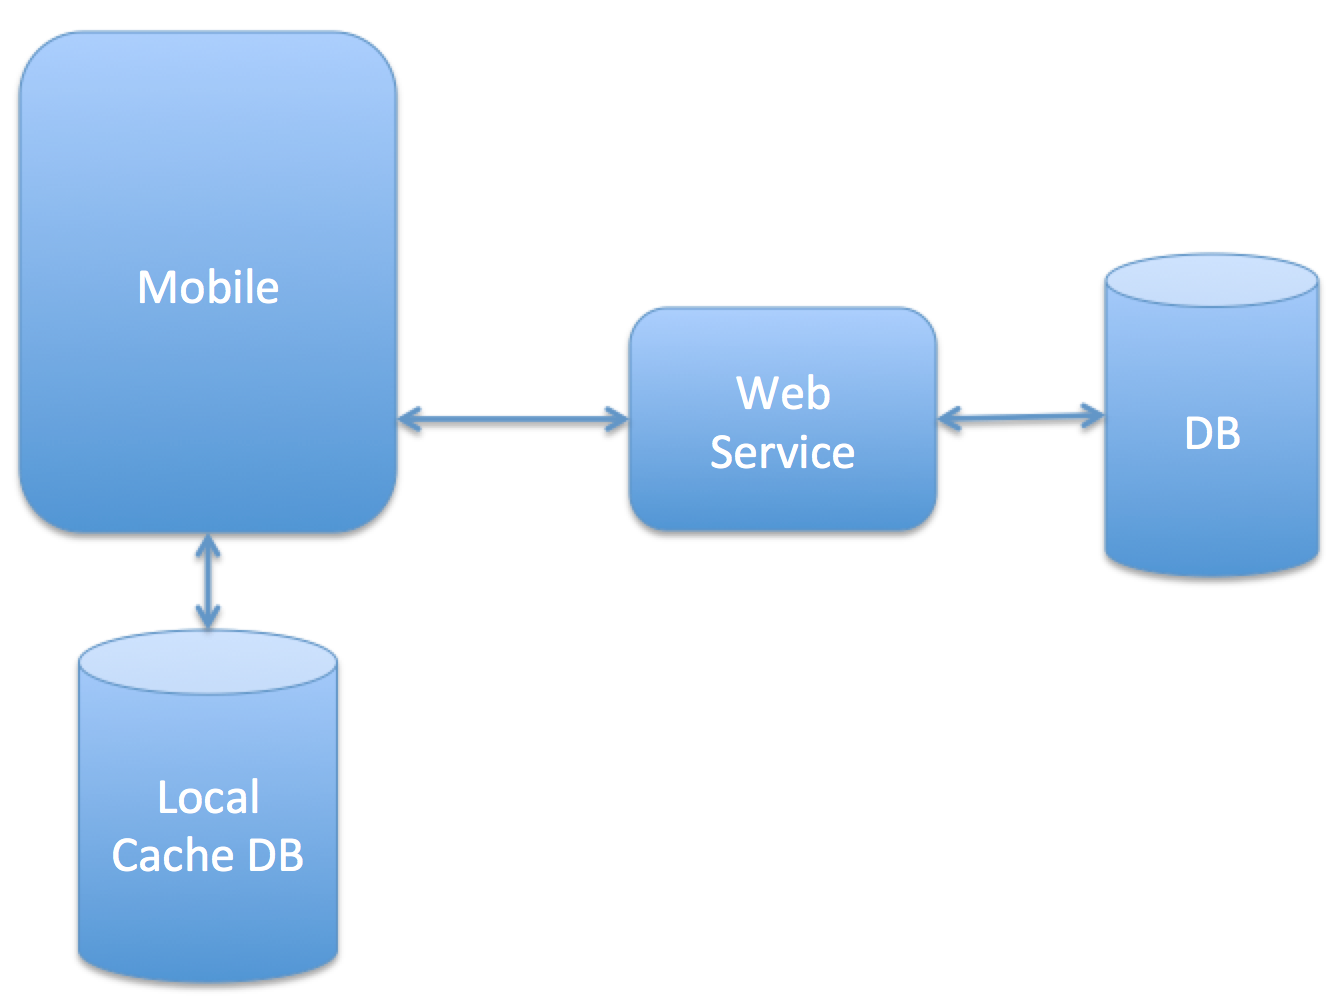 Mobile
Web
Service
DB
Local
Cache DB